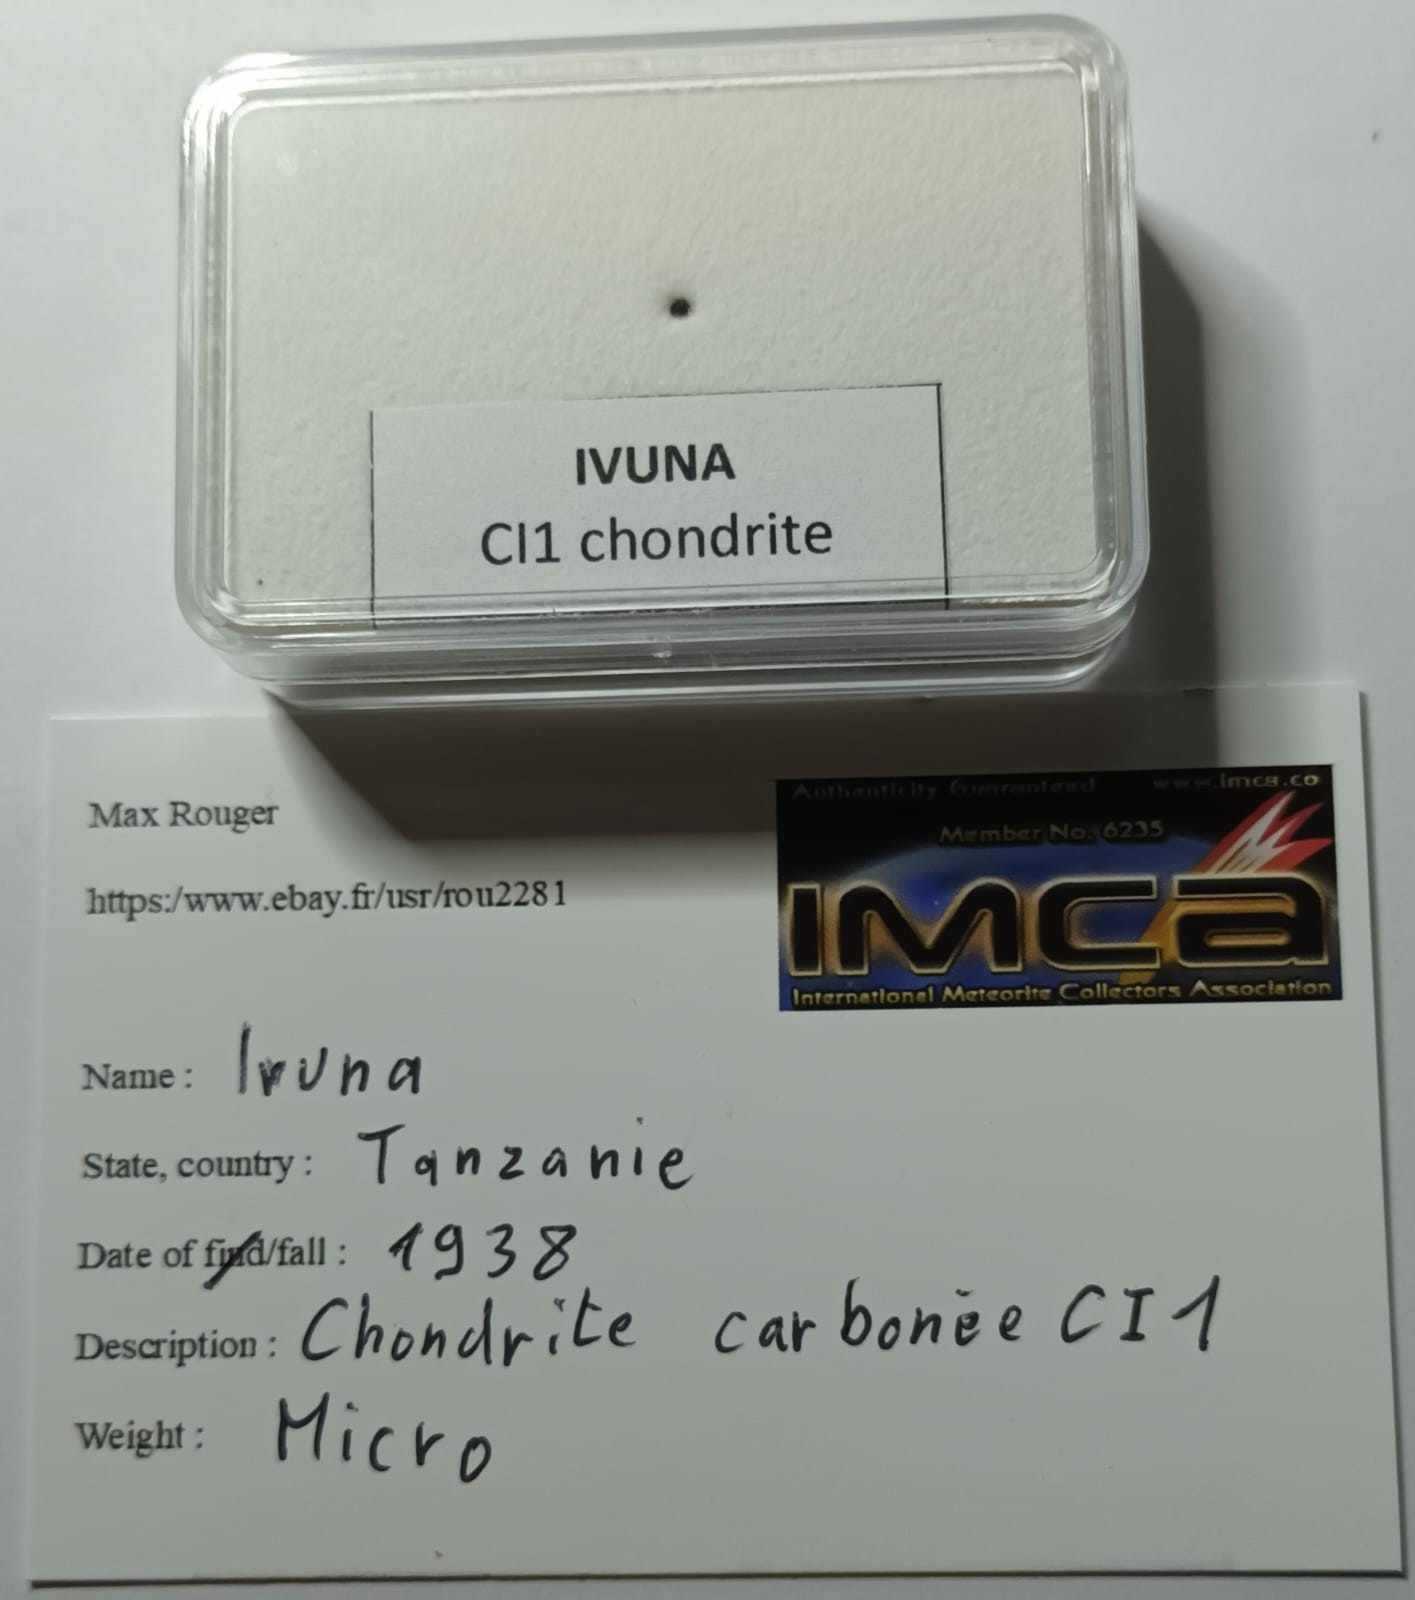 IVUNA
CI1 chondrite
Max Rouger
https:/www.ebay.fr/usr/rou2281
Authenticity Guaranteed www.imca.cc
Member No. 6235
IMCa
International Meteorite Collectors Association
Name : Ivuna
State, country : Tanzanie
Date of find/fall : 1938
Description : Chondrite carbonée CI1
Weight : Micro